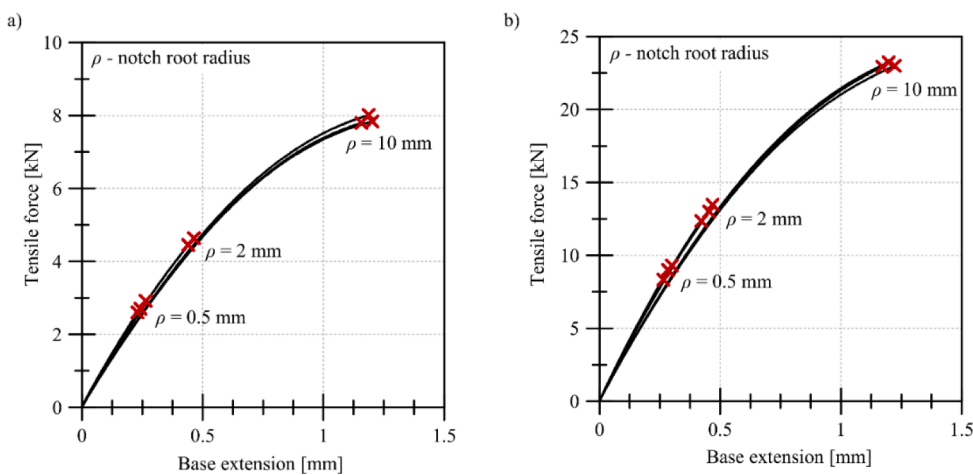 a)
ρ - notch root radius
10
8
6
4
2
0
Tensile force [kN]
ρ = 10 mm
ρ = 2 mm
ρ = 0.5 mm
0
0.5
1
1.5
Base extension [mm]
b)
ρ - notch root radius
25
20
15
10
5
0
Tensile force [kN]
ρ = 10 mm
ρ = 2 mm
ρ = 0.5 mm
0
0.5
1
1.5
Base extension [mm]